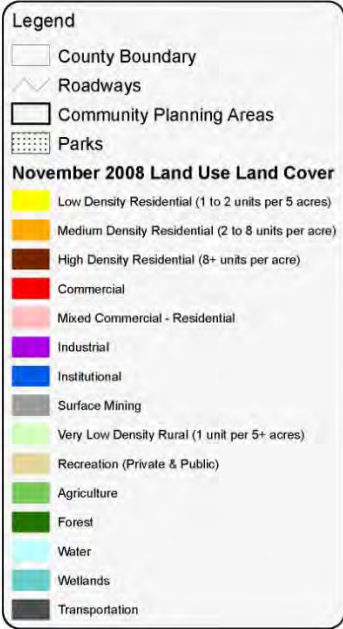 Legend
County Boundary
Roadways
Community Planning Areas
Parks
November 2008 Land Use Land Cover
Low Density Residential (1 to 2 units per 5 acres)
Medium Density Residential (2 to 8 units per acre)
High Density Residential (8+ units per acre)
Commercial
Mixed Commercial - Residential
Industrial
Institutional
Surface Mining
Very Low Density Rural (1 unit per 5+ acres)
Recreation (Private & Public)
Agriculture
Forest
Water
Wetlands
Transportation